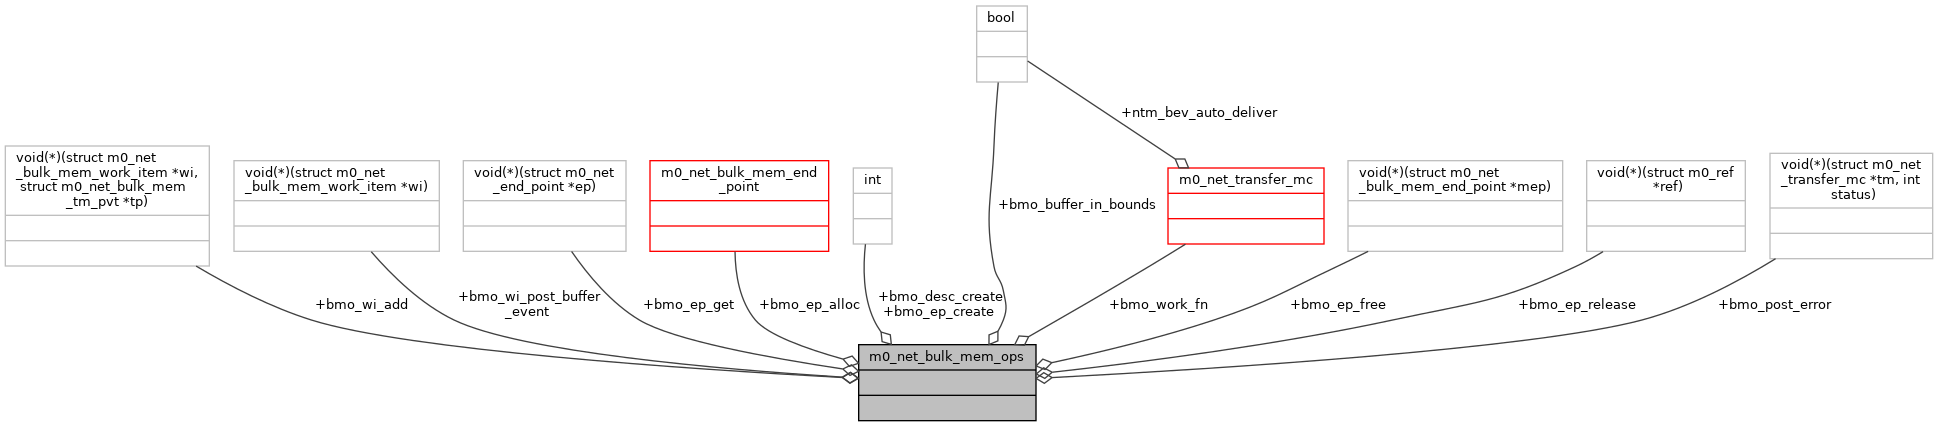 bool
+ntm_bev_auto_deliver
void(*)(struct m0_net
_bulk_mem_work_item *wi,
struct m0_net_bulk_mem
_tm_pvt *tp)
void(*)(struct m0_net
_bulk_mem_work_item *wi)
void(*)(struct m0_net
_end_point *ep)
m0_net_bulk_mem_end
_point
int
m0_net_transfer_mc
void(*)(struct m0_net
_bulk_mem_end_point *mep)
void(*)(struct m0_ref
*ref)
void(*)(struct m0_net
_transfer_mc *tm, int
status)
+bmo_buffer_in_bounds
+bmo_wi_add
+bmo_wi_post_buffer
_event
+bmo_ep_get
+bmo_ep_alloc
+bmo_desc_create
+bmo_ep_create
+bmo_work_fn
+bmo_ep_free
+bmo_ep_release
+bmo_post_error
m0_net_bulk_mem_ops